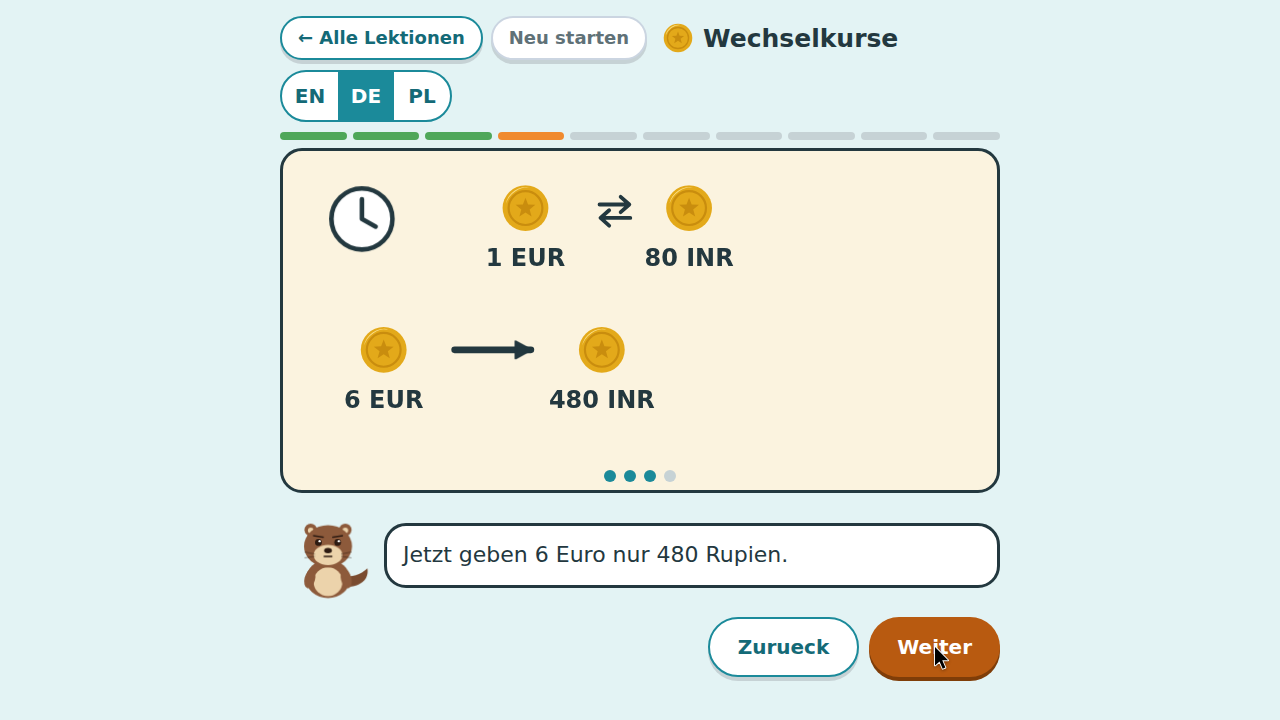 ← Alle Lektionen
Neu starten
Wechselkurse
EN DE PL
1 EUR
80 INR
6 EUR
480 INR
Jetzt geben 6 Euro nur 480 Rupien.
Zurueck
Weiter